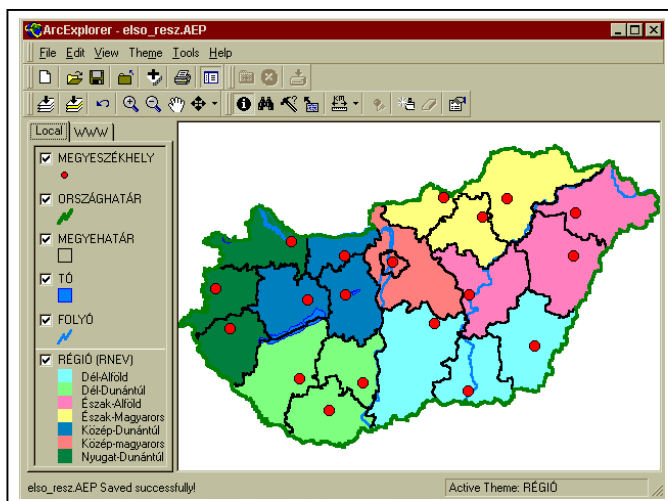 ArcExplorer - elso_resz.AEP
File Edit View Theme Tools Help
Local WWW
MEGYESZÉKHELY
ORSZÁGHATÁR
MEGYEHATÁR
TÓ
FOLYÓ
RÉGIÓ (RNEV)
Dél-Alföld
Dél-Dunántúl
Észak-Alföld
Észak-Magyarors
Közép-Dunántúl
Közép-magyarors
Nyugat-Dunántúl
elso_resz.AEP Saved successfully!
Active Theme: RÉGIÓ